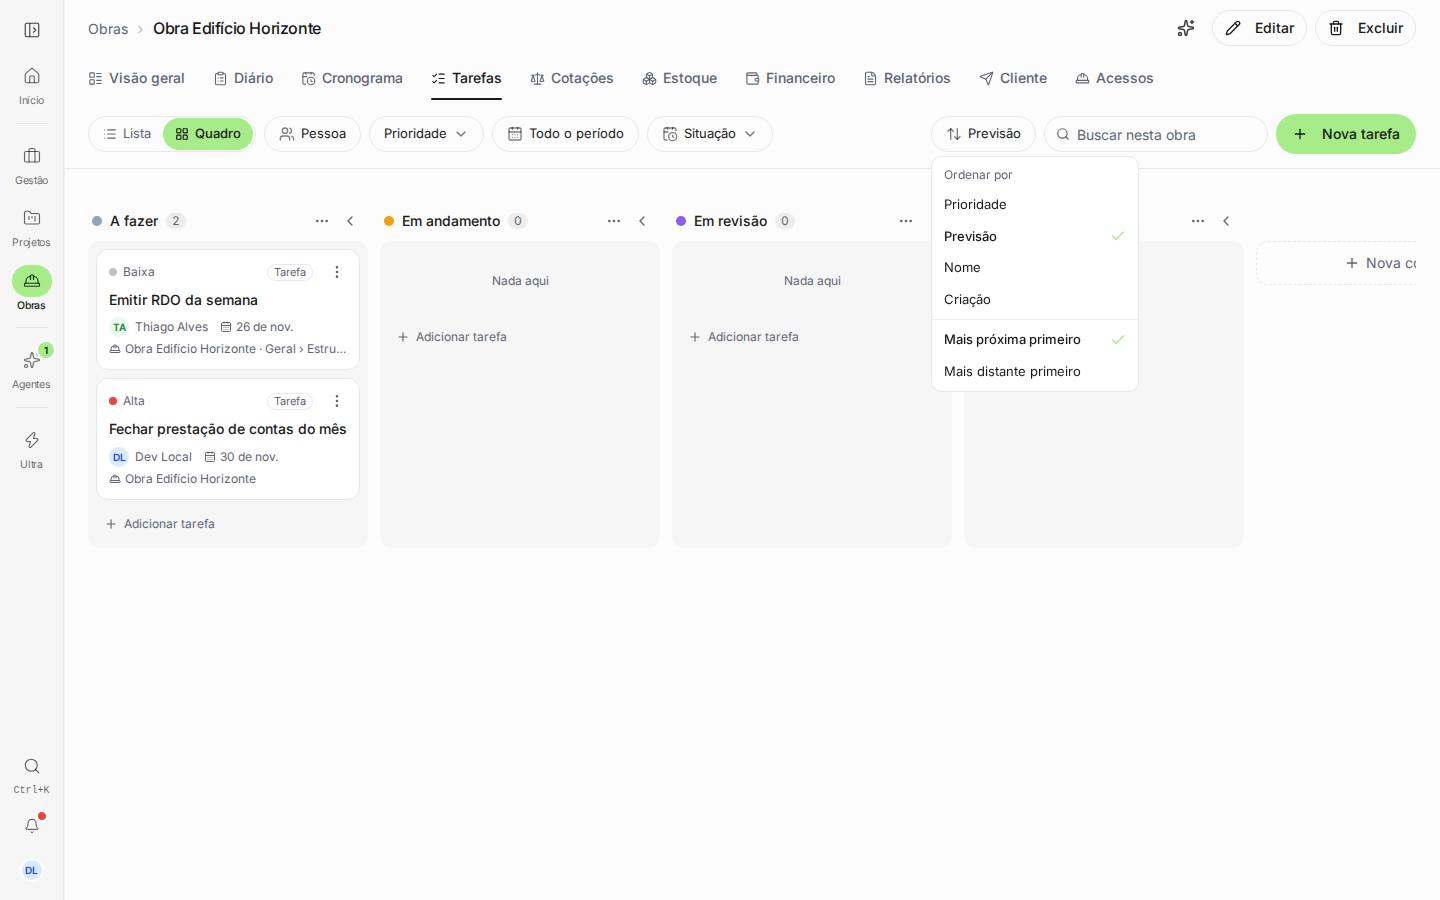 Obras
Obra Edifício Horizonte
Editar
Excluir
Visão geral
Diário
Cronograma
Tarefas
Cotações
Estoque
Financeiro
Relatórios
Cliente
Acessos
Lista
Quadro
Pessoa
Prioridade
Todo o período
Situação
Previsão
Buscar nesta obra
Nova tarefa
Início
Gestão
Projetos
Obras
1
Agentes
Ultra
Ctrl+K
DL
Ordenar por
Prioridade
Previsão
Nome
Criação
Mais próxima primeiro
Mais distante primeiro
A fazer 2
Baixa Tarefa
Emitir RDO da semana
TA Thiago Alves 26 de nov.
Obra Edifício Horizonte · Geral › Estru...
Alta Tarefa
Fechar prestação de contas do mês
DL Dev Local 30 de nov.
Obra Edifício Horizonte
Adicionar tarefa
Em andamento 0
Nada aqui
Adicionar tarefa
Em revisão 0
Nada aqui
Adicionar tarefa
Nova co